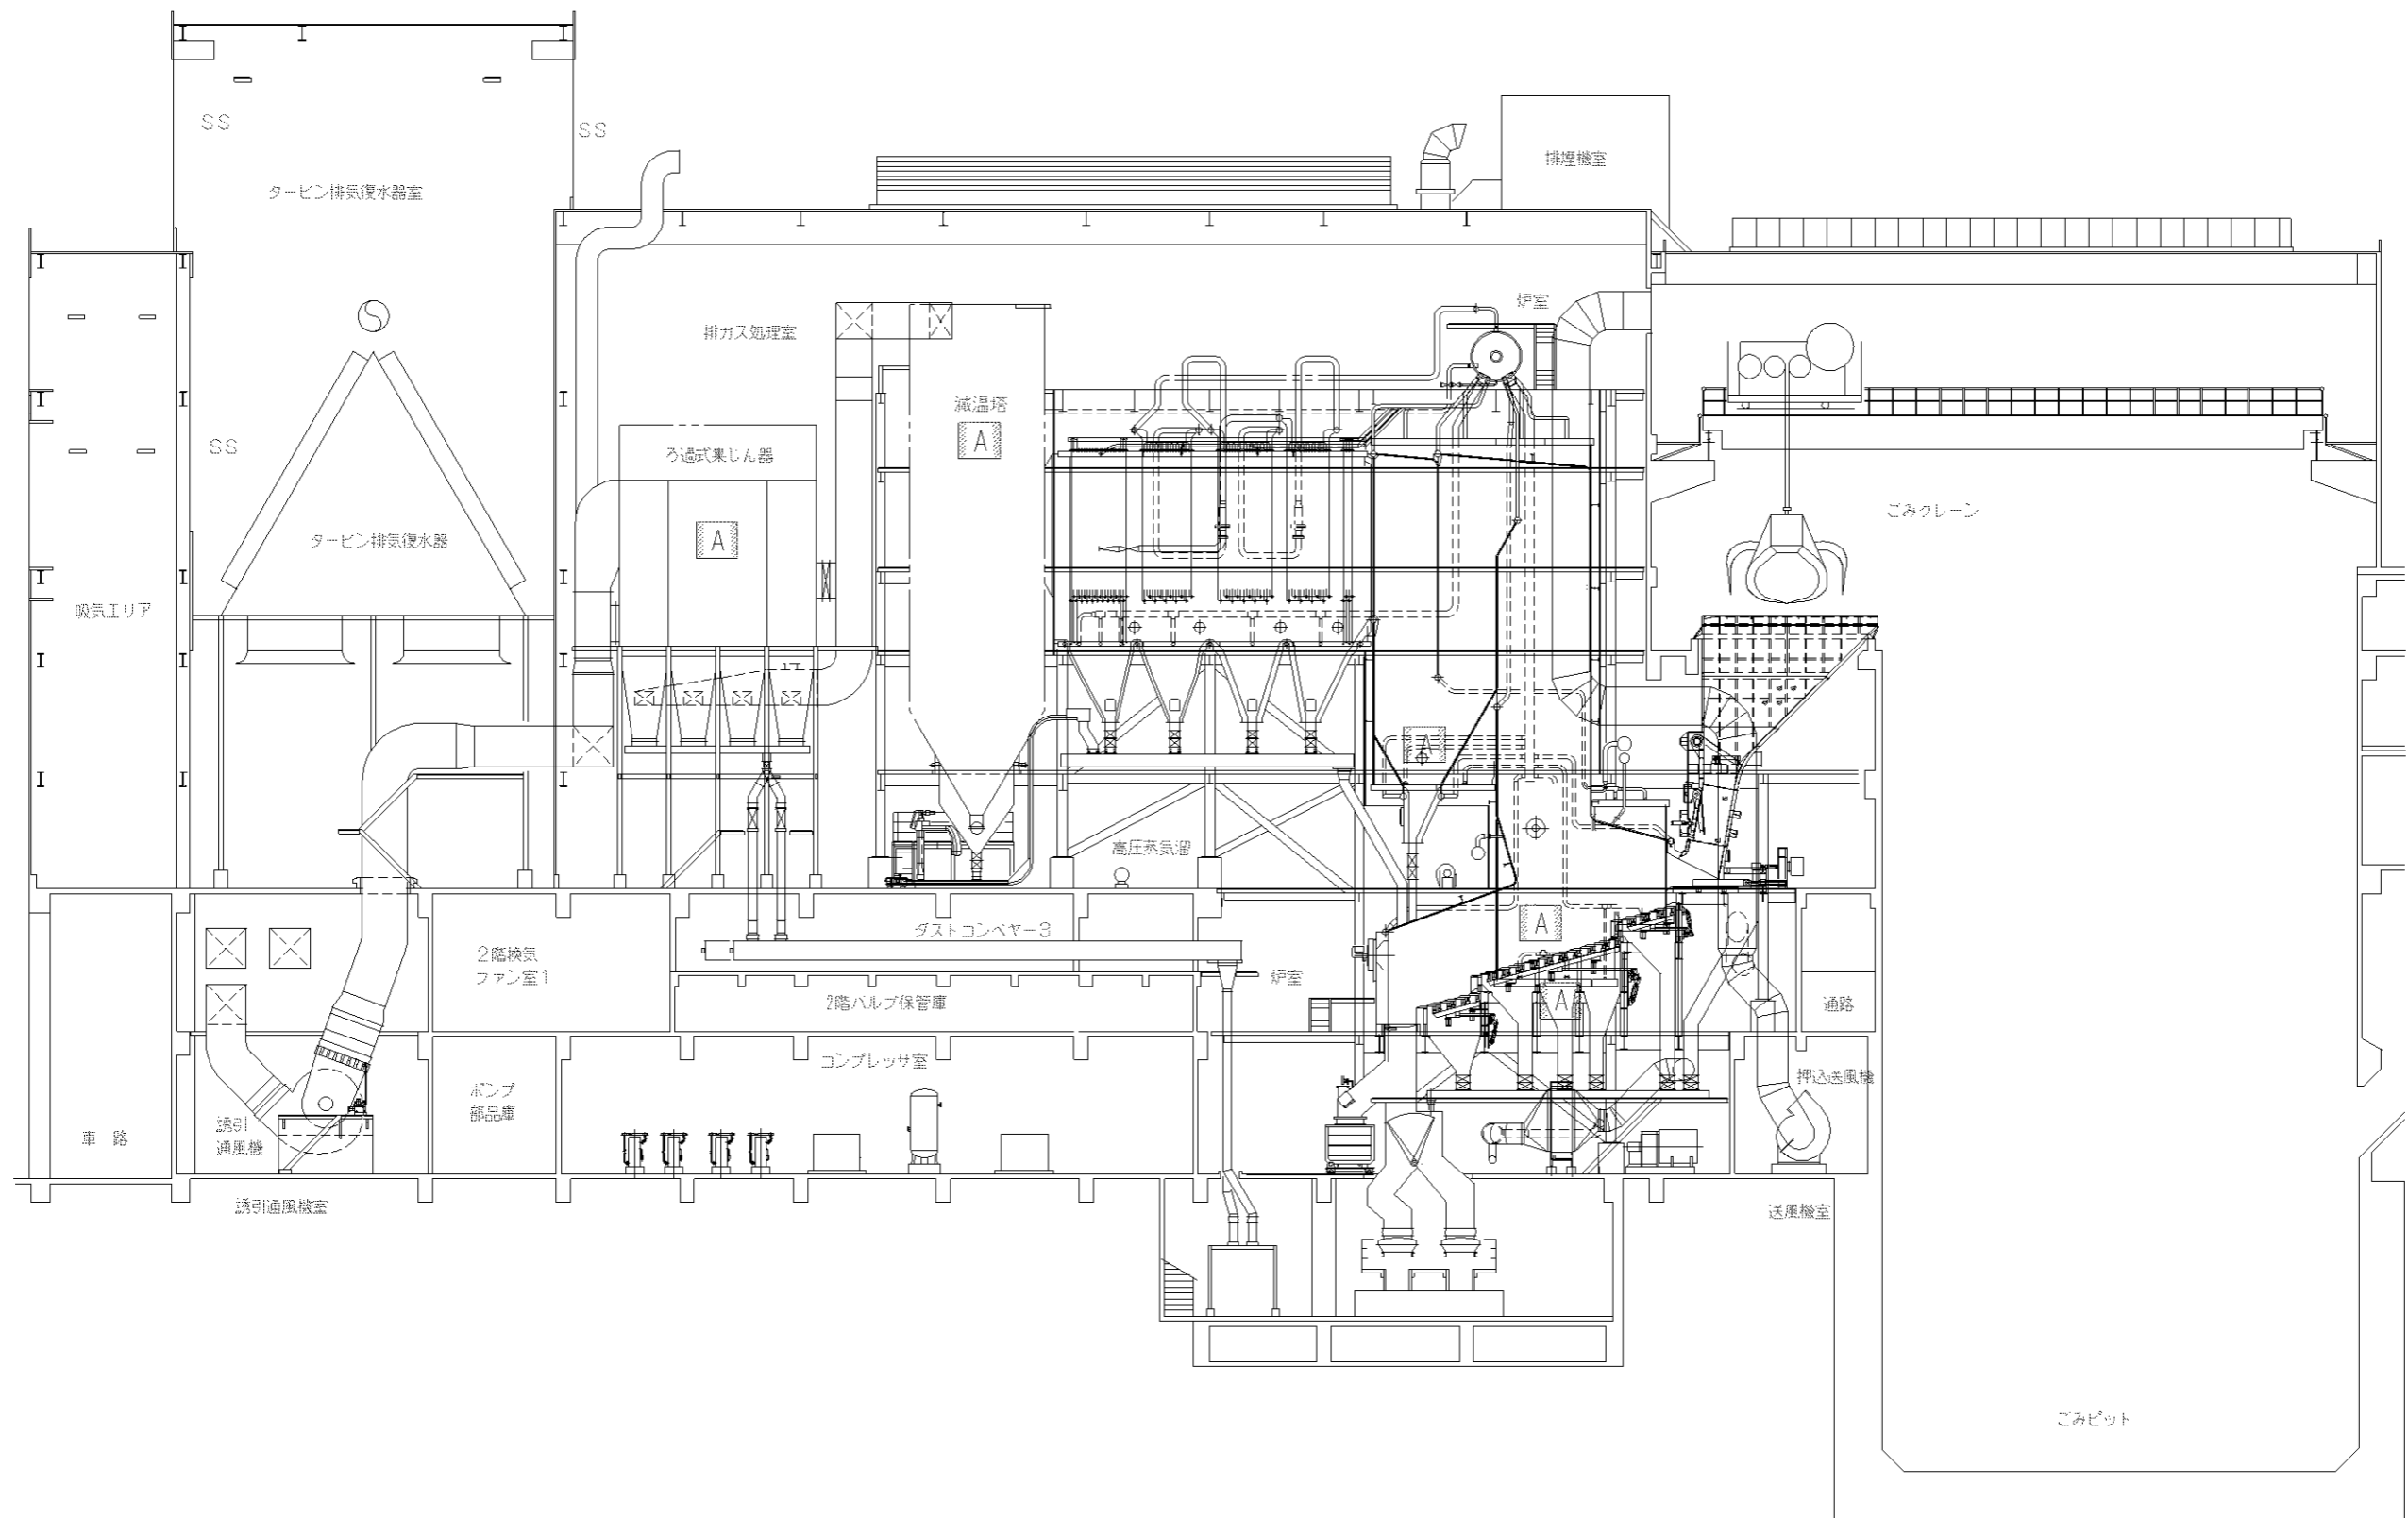 SS
SS
排煙機室
タービン排気復水器室
炉室
排ガス処理室
減温塔
A
SS
ろ過式集じん器
ごみクレーン
タービン排気復水器
A
吸気エリア
A
高圧蒸気溜
ダストコンベヤー3
A
2階換気
ファン室1
炉室
2階バルブ保管庫
A
通路
コンプレッサ室
押込送風機
ポンプ
部品庫
誘引
通風機
車 路
誘引通風機室
送風機室
ごみピット